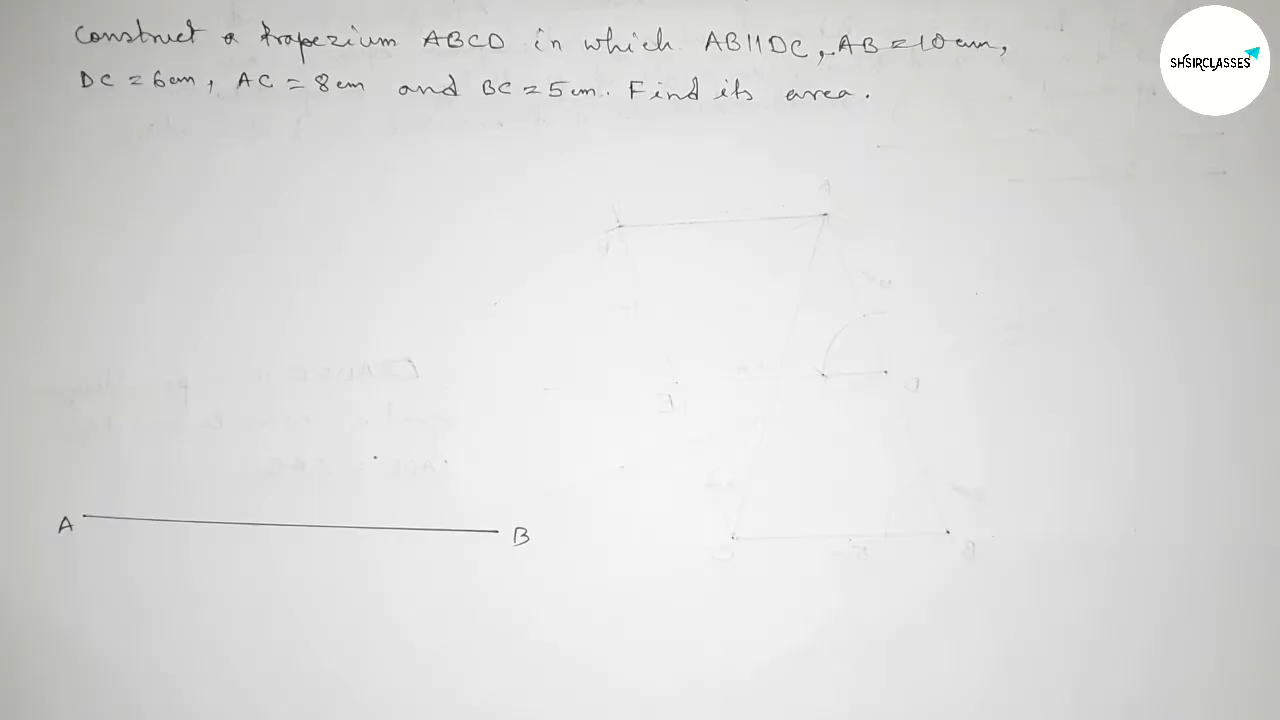 Construct a trapezium ABCD in which AB||DC, AB = 10 cm,
DC = 6 cm, AC = 8 cm and BC = 5 cm. Find its area.
SHSIRCLASSES
A
B